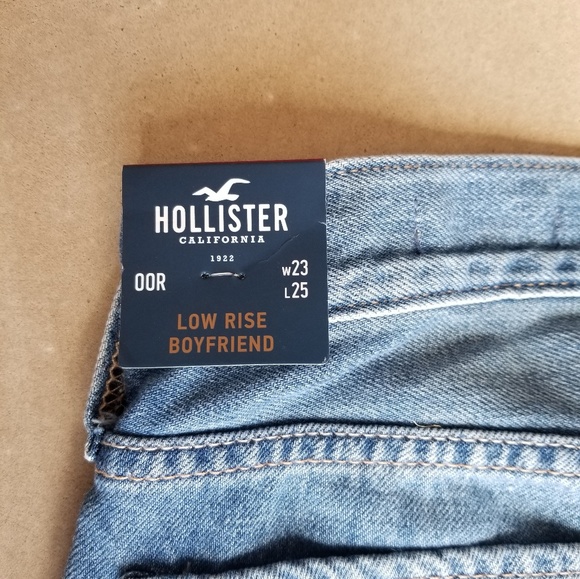 HOLLISTER
CALIFORNIA
1922
00R
W23
L25
LOW RISE
BOYFRIEND